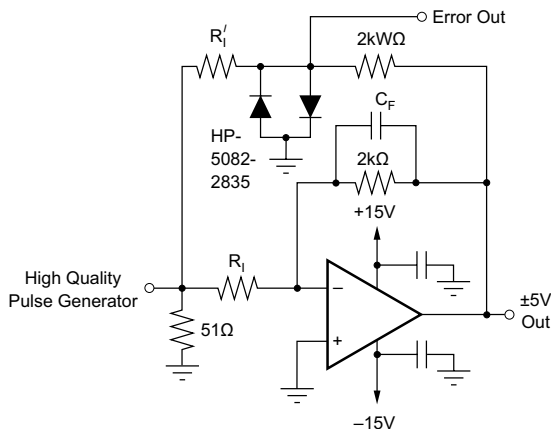 Error Out
R'I
2kWΩ
CF
HP-
5082-
2835
2kΩ
+15V
RI
High Quality
Pulse Generator
51Ω
–
+
±5V
Out
–15V